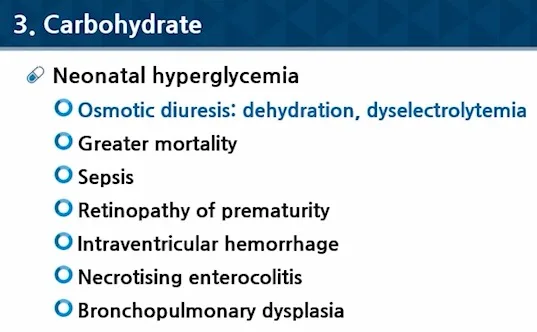 3. Carbohydrate
Neonatal hyperglycemia
Osmotic diuresis: dehydration, dyselectrolytemia
Greater mortality
Sepsis
Retinopathy of prematurity
Intraventricular hemorrhage
Necrotising enterocolitis
Bronchopulmonary dysplasia